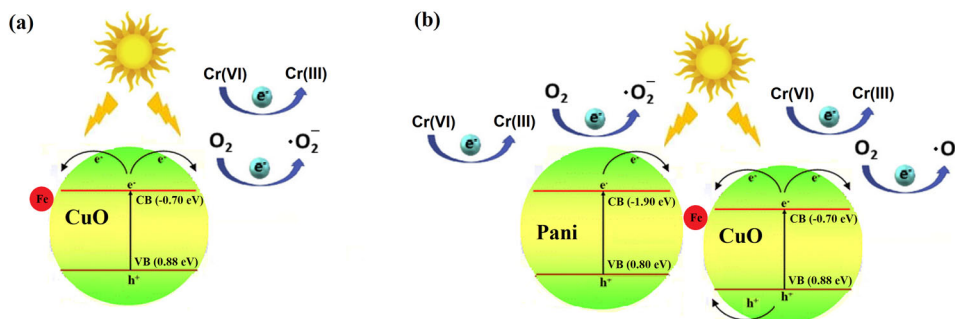 (a)
Cr(VI) Cr(III)
e-
O₂ ·O₂⁻
e-
e- e-
e-
Fe
CB (-0.70 eV)
CuO
VB (0.88 eV)
h⁺
(b)
O₂ ·O₂⁻
e-
Cr(VI) Cr(III)
e-
Cr(VI) Cr(III)
e-
O₂ ·O
e-
e-
e-
CB (-1.90 eV)
Pani
VB (0.80 eV)
h⁺
Fe
e- e-
e-
CB (-0.70 eV)
CuO
VB (0.88 eV)
h⁺ h⁺